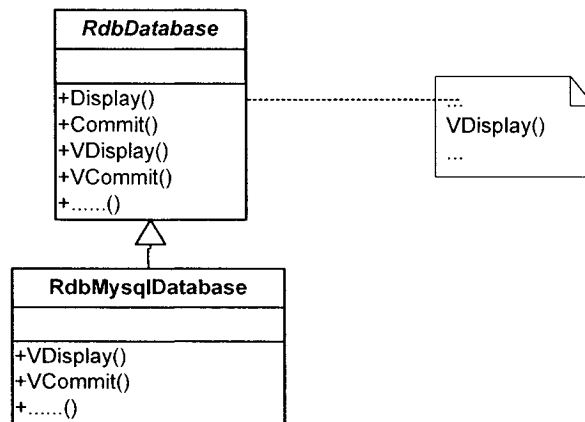 RdbDatabase
+Display()
+Commit()
+VDisplay()
+VCommit()
+......()
...
VDisplay()
...
RdbMysqlDatabase
+VDisplay()
+VCommit()
+......()